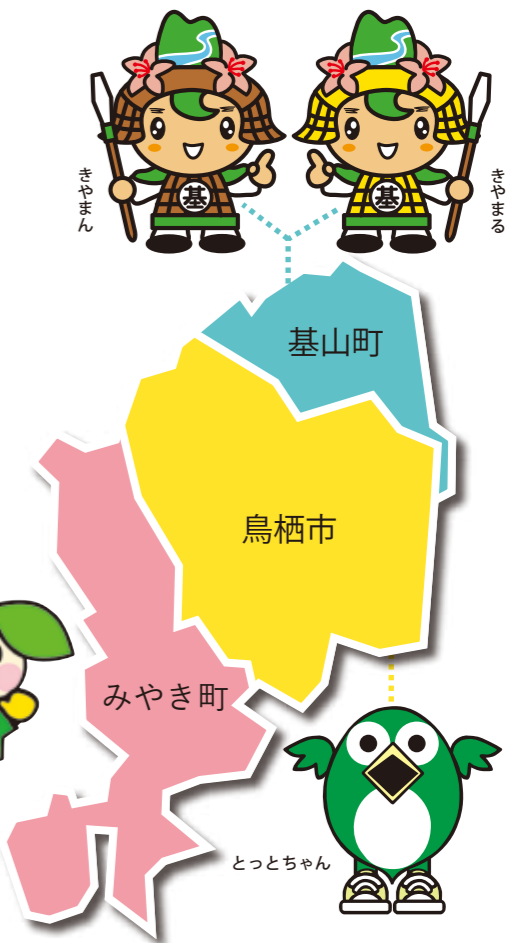 きやまん
きやまる
基
基
基山町
鳥栖市
みやき町
とっとちゃん